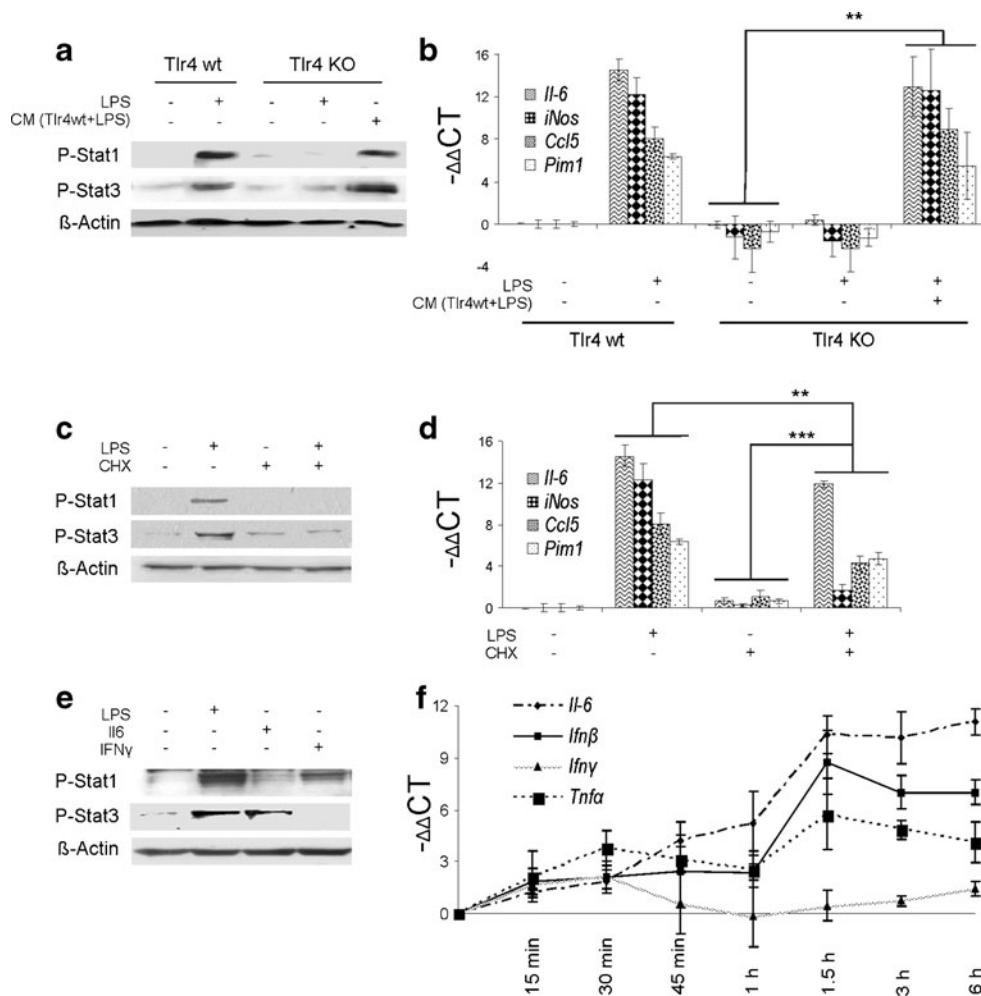 a
Tlr4 wt Tlr4 KO
LPS - + - + -
CM (Tlr4wt+LPS) - - - - +
P-Stat1
P-Stat3
ß-Actin
b
**
16
12
8
4
0
-4
-ΔΔCT
Il-6
iNos
Ccl5
Pim1
LPS - + - + +
CM (Tlr4wt+LPS) - - - - +
Tlr4 wt Tlr4 KO
c
LPS - + - +
CHX - - + +
P-Stat1
P-Stat3
ß-Actin
d
**
***
16
12
8
4
0
-ΔΔCT
Il-6
iNos
Ccl5
Pim1
LPS - + - +
CHX - - + +
e
LPS - + - -
Il6 - - + -
IFNγ - - - +
P-Stat1
P-Stat3
ß-Actin
f
12
9
6
3
0
-ΔΔCT
Il-6
Ifnβ
Ifnγ
Tnfα
15 min
30 min
45 min
1 h
1.5 h
3 h
6 h